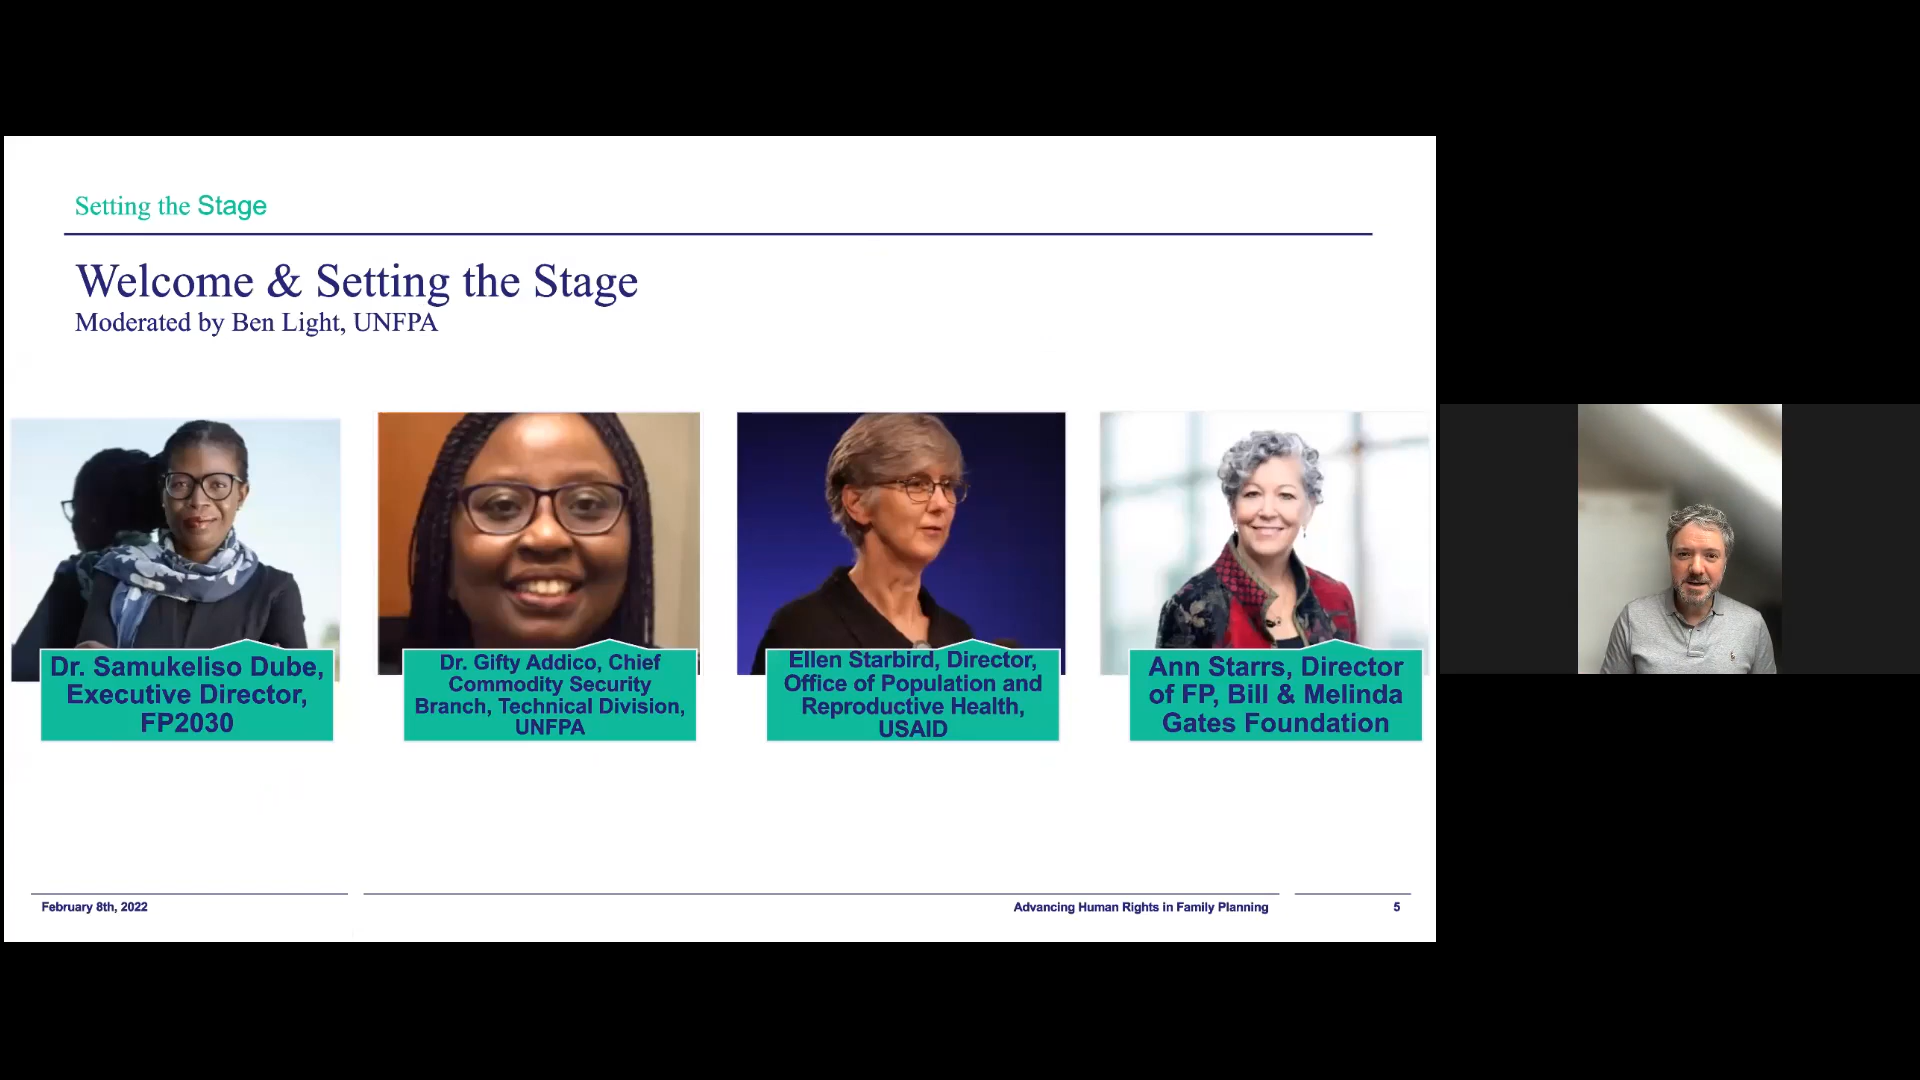 Setting the Stage
Welcome & Setting the Stage
Moderated by Ben Light, UNFPA
Dr. Samukeliso Dube,
Executive Director,
FP2030
Dr. Gifty Addico, Chief
Commodity Security
Branch, Technical Division,
UNFPA
Ellen Starbird, Director,
Office of Population and
Reproductive Health,
USAID
Ann Starrs, Director
of FP, Bill & Melinda
Gates Foundation
February 8th, 2022
Advancing Human Rights in Family Planning
5